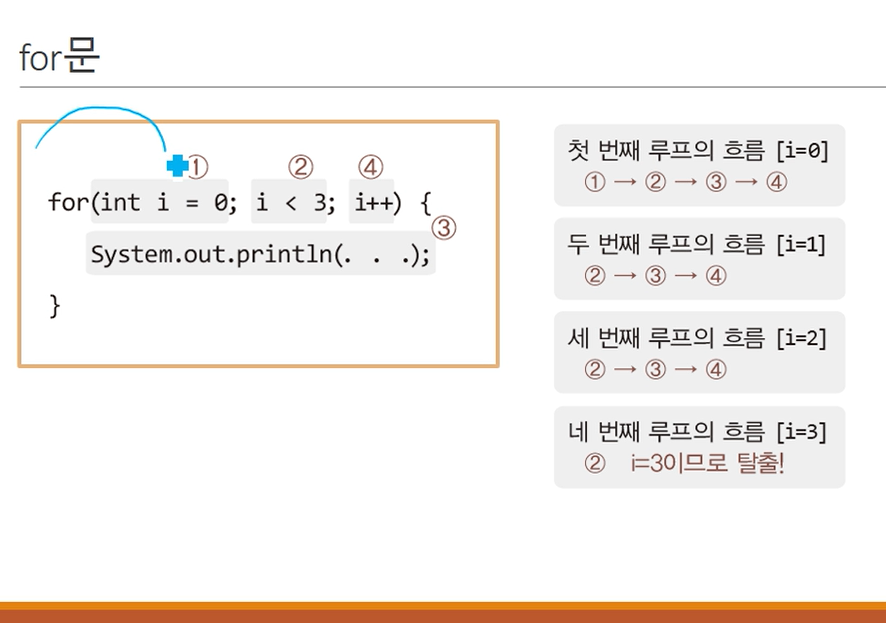 for문
① ② ④
for(int i = 0; i < 3; i++) {
③
System.out.println(. . .);
}
첫 번째 루프의 흐름 [i=0]
① → ② → ③ → ④
두 번째 루프의 흐름 [i=1]
② → ③ → ④
세 번째 루프의 흐름 [i=2]
② → ③ → ④
네 번째 루프의 흐름 [i=3]
② i=3이므로 탈출!